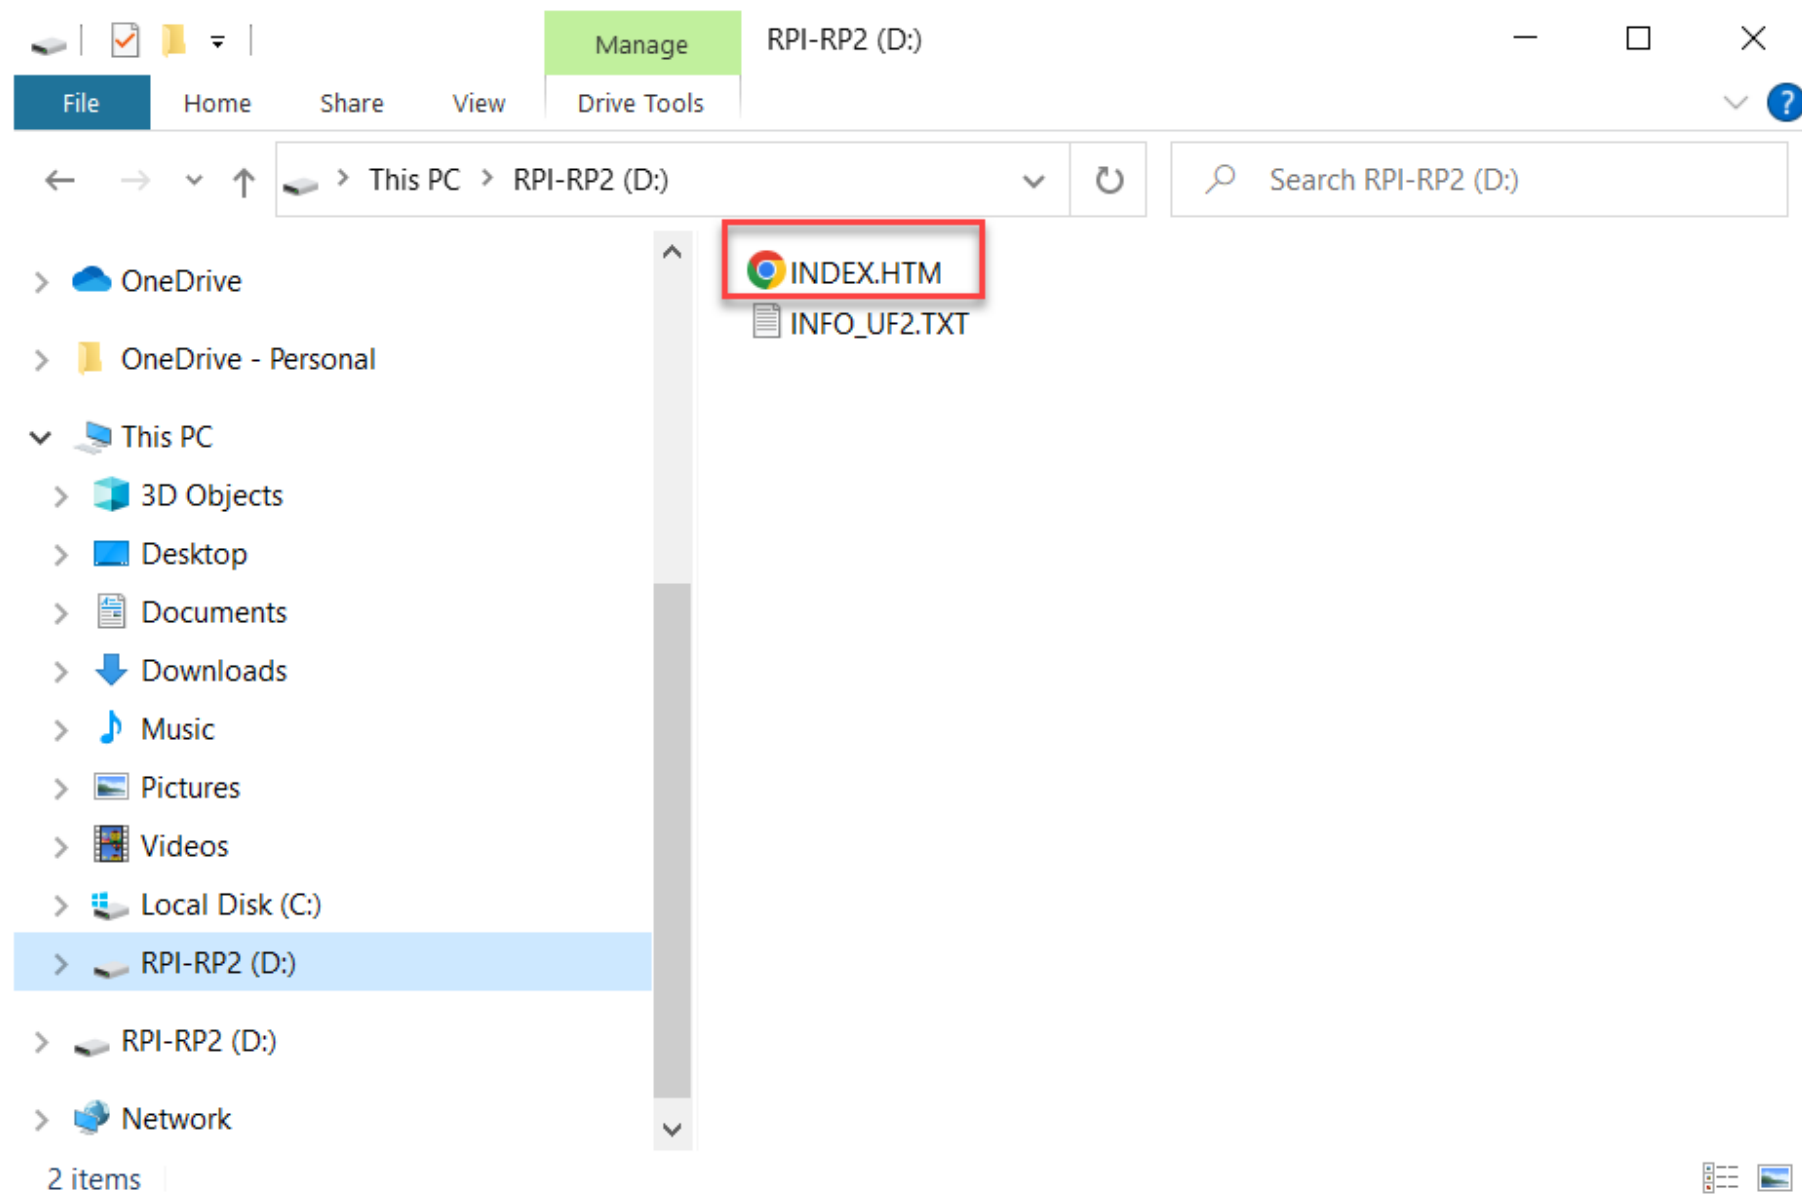 Manage
RPI-RP2 (D:)
File
Home
Share
View
Drive Tools
?
This PC
RPI-RP2 (D:)
Search RPI-RP2 (D:)
OneDrive
OneDrive - Personal
This PC
3D Objects
Desktop
Documents
Downloads
Music
Pictures
Videos
Local Disk (C:)
RPI-RP2 (D:)
RPI-RP2 (D:)
Network
INDEX.HTM
INFO_UF2.TXT
2 items